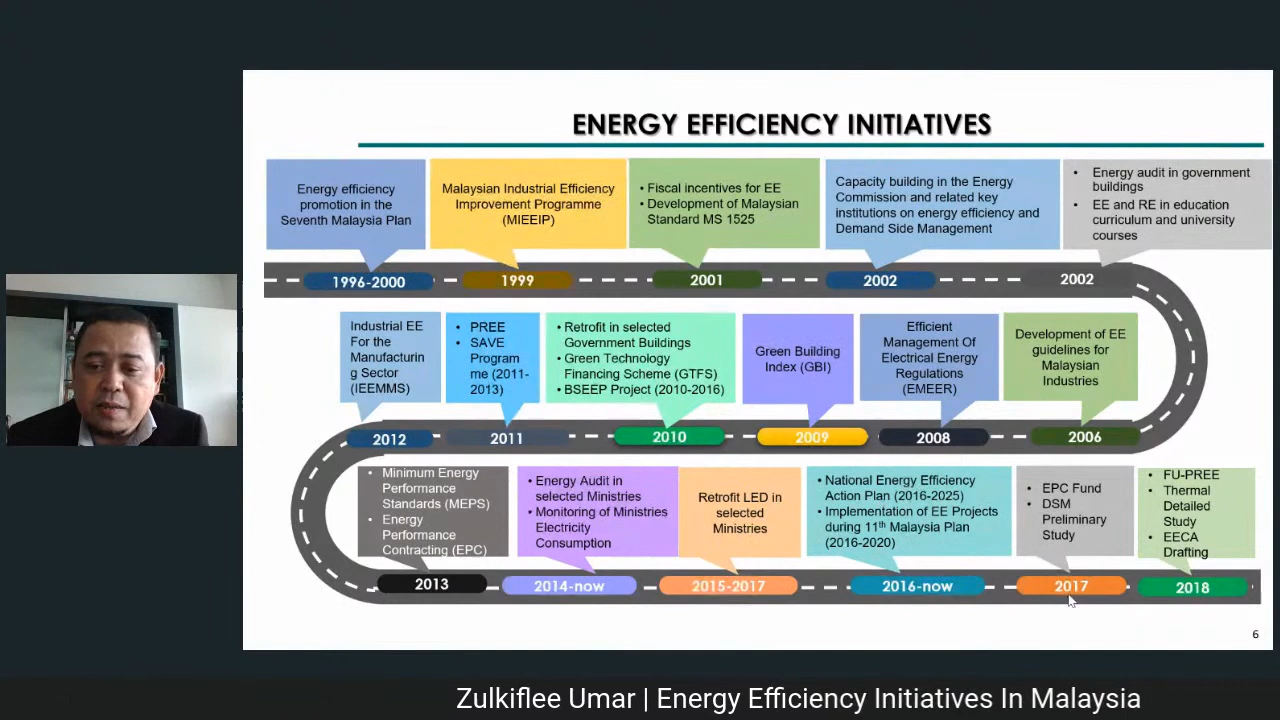 ENERGY EFFICIENCY INITIATIVES
Energy efficiency
promotion in the
Seventh Malaysia Plan
Malaysian Industrial Efficiency
Improvement Programme
(MIEEIP)
• Fiscal incentives for EE
• Development of Malaysian
Standard MS 1525
Capacity building in the Energy
Commission and related key
institutions on energy efficiency and
Demand Side Management
• Energy audit in government
buildings
• EE and RE in education
curriculum and university
courses
1996-2000
1999
2001
2002
2002
Industrial EE
For the
Manufacturin
g Sector
(IEEMMS)
• PREE
• SAVE
Program
me (2011-
2013)
• Retrofit in selected
Government Buildings
• Green Technology
Financing Scheme (GTFS)
• BSEEP Project (2010-2016)
Green Building
Index (GBI)
Efficient
Management Of
Electrical Energy
Regulations
(EMEER)
Development of EE
guidelines for
Malaysian
Industries
2012
2011
2010
2009
2008
2006
• Minimum Energy
Performance
Standards (MEPS)
• Energy
Performance
Contracting (EPC)
• Energy Audit in
selected Ministries
• Monitoring of Ministries
Electricity
Consumption
Retrofit LED in
selected
Ministries
• National Energy Efficiency
Action Plan (2016-2025)
• Implementation of EE Projects
during 11th Malaysia Plan
(2016-2020)
• EPC Fund
• DSM
Preliminary
Study
• FU-PREE
• Thermal
Detailed
Study
• EECA
Drafting
2013
2014-now
2015-2017
2016-now
2017
2018
6
Zulkiflee Umar | Energy Efficiency Initiatives In Malaysia